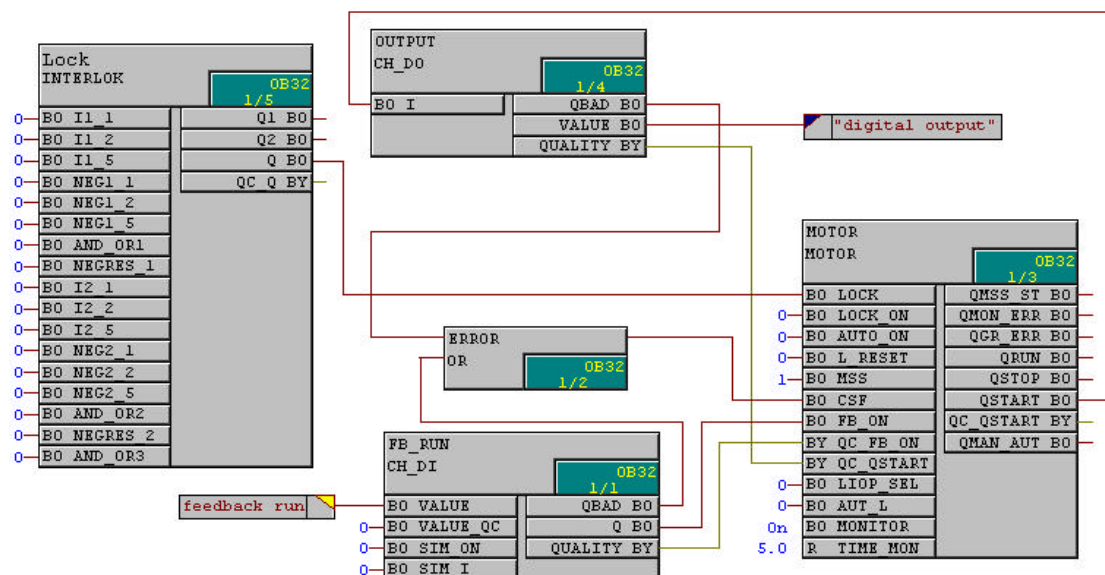 Lock
INTERLOK
OB32
1/5
0 BO I1_1
0 BO I1_2
0 BO I1_5
0 BO NEG1_1
0 BO NEG1_2
0 BO NEG1_5
0 BO AND_OR1
0 BO NEGRES_1
0 BO I2_1
0 BO I2_2
0 BO I2_5
0 BO NEG2_1
0 BO NEG2_2
0 BO NEG2_5
0 BO AND_OR2
0 BO NEGRES_2
0 BO AND_OR3
Q1 BO
Q2 BO
Q BO
QC_Q BY
OUTPUT
CH_DO
OB32
1/4
BO I
QBAD BO
VALUE BO
QUALITY BY
"digital output"
ERROR
OR
OB32
1/2
feedback run
FB_RUN
CH_DI
OB32
1/1
BO VALUE
0 BO VALUE_QC
0 BO SIM_ON
0 BO SIM_I
QBAD BO
Q BO
QUALITY BY
MOTOR
MOTOR
OB32
1/3
BO LOCK
0 BO LOCK_ON
0 BO AUTO_ON
0 BO L_RESET
1 BO MSS
BO CSF
BO FB_ON
BY QC_FB_ON
BY QC_QSTART
0 BO LIOP_SEL
0 BO AUT_L
0n BO MONITOR
5.0 R TIME_MON
QMSS_ST BO
QMON_ERR BO
QGR_ERR BO
QRUN BO
QSTOP BO
QSTART BO
QC_QSTART BY
QMAN_AUT BO